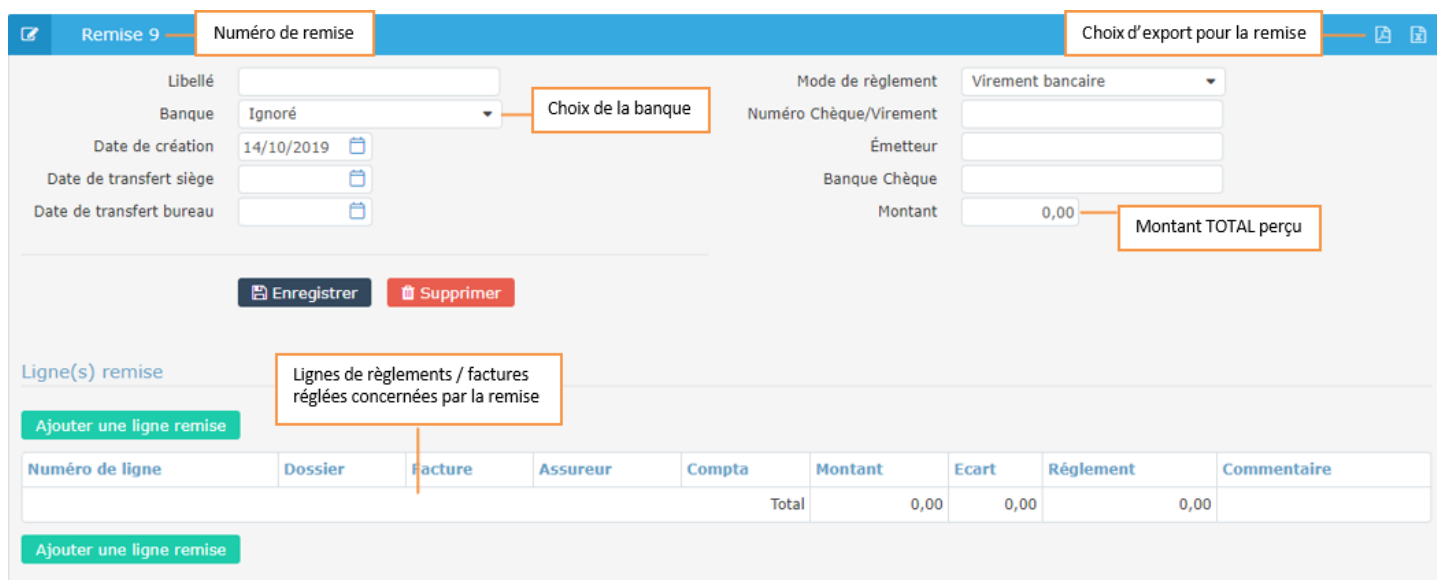 Remise 9
Numéro de remise
Choix d'export pour la remise
Libellé
Banque
Ignoré
Choix de la banque
Date de création
14/10/2019
Date de transfert siège
Date de transfert bureau
Mode de règlement
Virement bancaire
Numéro Chèque/Virement
Émetteur
Banque Chèque
Montant
0,00
Montant TOTAL perçu
Enregistrer
Supprimer
Ligne(s) remise
Lignes de règlements / factures
réglées concernées par la remise
Ajouter une ligne remise
Numéro de ligne Dossier Facture Assureur Compta Montant Ecart Réglement Commentaire
Total 0,00 0,00 0,00
Ajouter une ligne remise